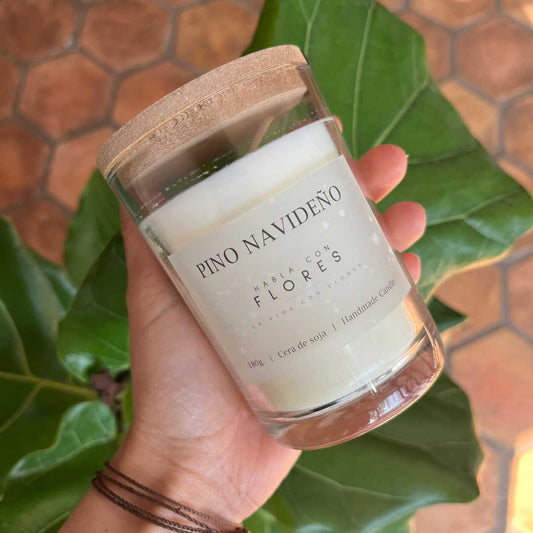 PINO NAVIDEÑO
HABLA CON
FLORES
LA VIDA CON FLORES
180g. | Cera de soja | Handmade Candle